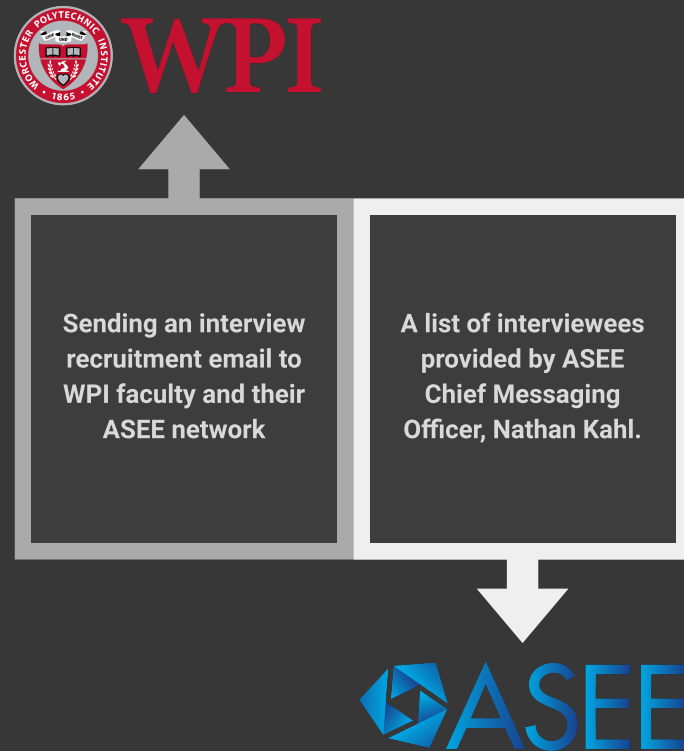 WORCESTER POLYTECHNIC INSTITUTE
1865
WPI
Sending an interview
recruitment email to
WPI faculty and their
ASEE network
A list of interviewees
provided by ASEE
Chief Messaging
Officer, Nathan Kahl.
ASEE